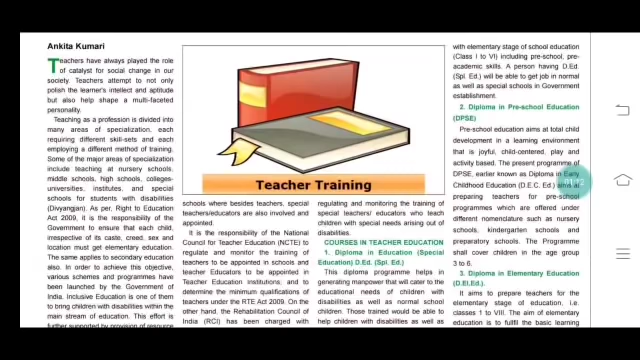 Ankita Kumari
Teachers have always played the role
of catalyst for social change in our
society. Teachers attempt to not only
polish the learner's intellect and aptitude
but also help shape a multi-faceted
personality.
Teaching as a profession is divided into
many areas of specialization, each
requiring different skill-sets and each
employing a different method of training.
Some of the major areas of specialization
include teaching at nursery schools,
middle schools, high schools, colleges-
universities, institutes, and special
schools for students with disabilities
(Divyangjan). As per, Right to Education
Act 2009, it is the responsibility of the
Government to ensure that each child,
irrespective of its caste, creed, sex and
location must get elementary education.
The same applies to secondary education
also. In order to achieve this objective,
various schemes and programmes have
been launched by the Government of
India. Inclusive Education is one of them
to bring children with disabilities within the
main stream of education. This effort is
further supported by provision of resource
Teacher Training
schools where besides teachers, special
teachers/educators are also involved and
appointed.
It is the responsibility of the National
Council for Teacher Education (NCTE) to
regulate and monitor the training of
teachers to be appointed in schools and
teacher Educators to be appointed in
Teacher Education Institutions; and to
determine the minimum qualifications of
teachers under the RTE Act 2009. On the
other hand, the Rehabilitation Council of
India (RCI) has been charged with
regulating and monitoring the training of
special teachers/ educators who teach
children with special needs arising out of
disabilities.
COURSES IN TEACHER EDUCATION
1. Diploma in Education (Special
Education) D.Ed. (Spl. Ed.)
This diploma programme helps in
generating manpower that will cater to the
educational needs of children with
disabilities as well as normal school
children. Those trained would be able to
help children with disabilities as well as
with elementary stage of school education
(Class I to VI) including pre-school, pre-
academic skills. A person having D.Ed.
(Spl. Ed) will be able to get job in normal
as well as special schools in Government
establishment.
2. Diploma in Pre-school Education
(DPSE)
Pre-school education aims at total child
development in a learning environment
that is joyful, child-centered, play and
activity based. The present programme of
DPSE, earlier known as Diploma in Early
Childhood Education (D.E.C. Ed) aims at
preparing teachers for pre-school
programmes which are offered under
different nomenclature such as nursery
schools, kindergarten schools and
preparatory schools. The Programme
shall cover children in the age group
3 to 6.
3. Diploma in Elementary Education
(D.El.Ed.)
It aims to prepare teachers for the
elementary stage of education, i.e.
classes 1 to VIII. The aim of elementary
education is to fullfil the basic learning